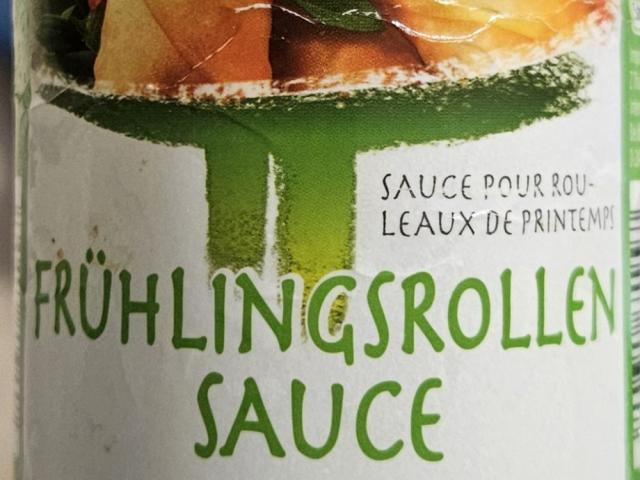 SAUCE POUR ROU-
LEAUX DE PRINTEMPS
FRÜHLINGSROLLEN
SAUCE